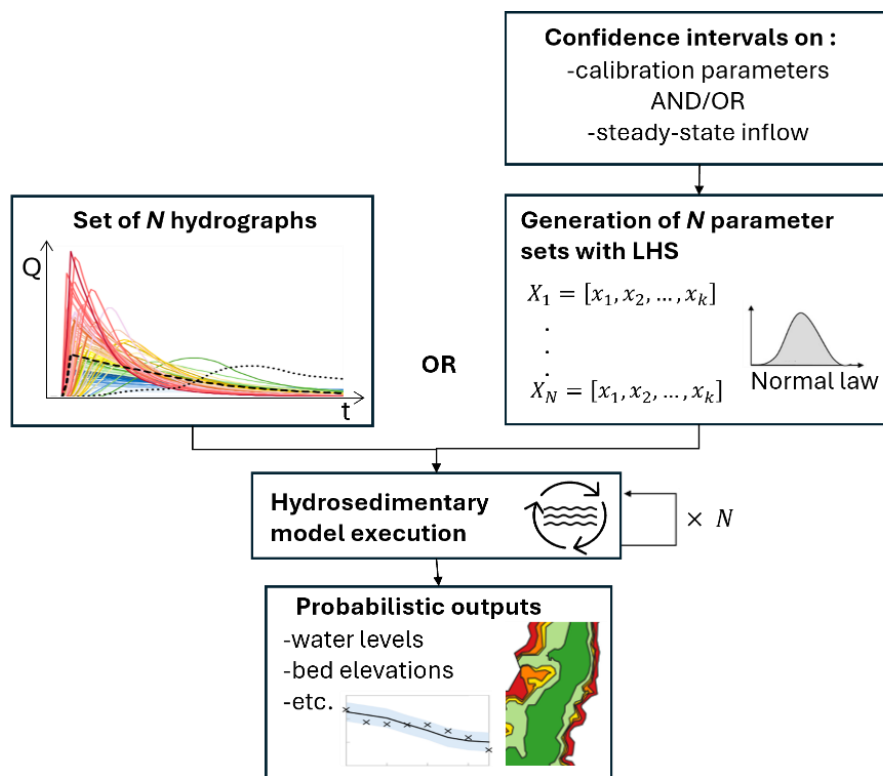 Confidence intervals on :
-calibration parameters
AND/OR
-steady-state inflow
Set of N hydrographs
Q
t
OR
Generation of N parameter
sets with LHS
X₁ = [x₁, x₂, …, xₖ]
.
.
.
X_N = [x₁, x₂, …, xₖ]
Normal law
Hydrosedimentary
model execution
× N
Probabilistic outputs
-water levels
-bed elevations
-etc.